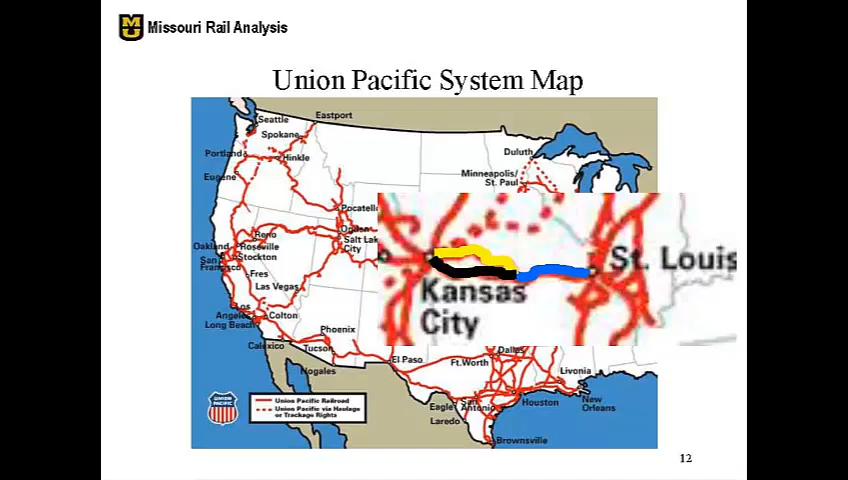 MU
Missouri Rail Analysis
Union Pacific System Map
Eastport
Seattle
Spokane
Portland
Hinkle
Duluth
Eugene
Minneapolis/
St. Paul
Pocatello
Ogden
Reno
Salt Lak
City
Oakland
Roseville
San
Francisco
Stockton
Fres
Las Vegas
St. Louis
Kansas
City
Los
Angeles
Colton
Long Beach
Phoenix
Calexico
Tucson
Nogales
El Paso
Dallas
Ft.Worth
Livonia
New
Orleans
Houston
San
Antonio
Eagle
Laredo
Brownsville
UNION
PACIFIC
Union Pacific Railroad
Union Pacific via Haulage
or Trackage Rights
12